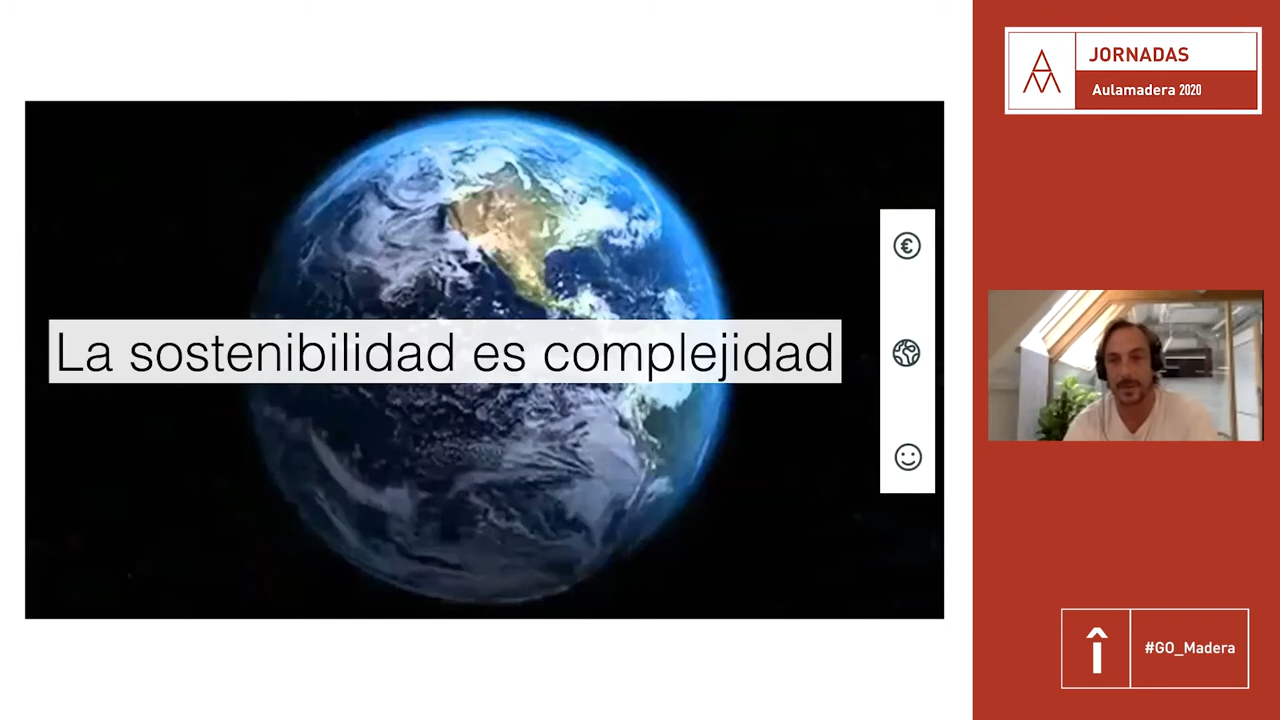 La sostenibilidad es complejidad
€
JORNADAS
Aulamadera 2020
#GO_Madera